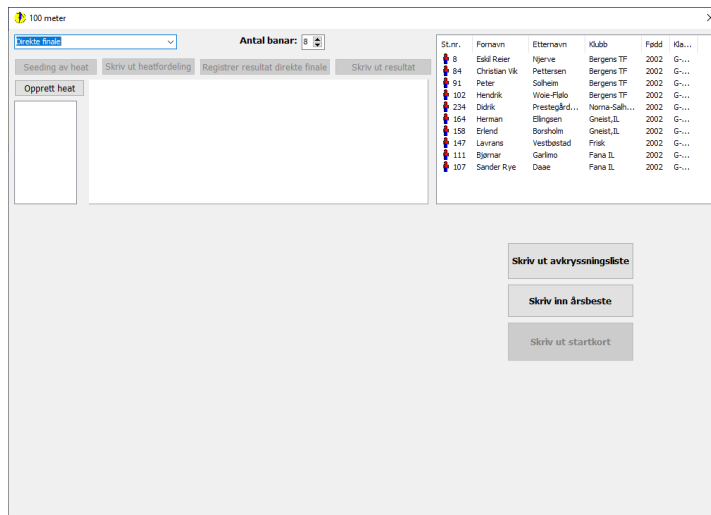 100 meter
Direkte finale
Antal banar: 8
Seeding av heat Skriv ut heatfordeling Registrer resultat direkte finale Skriv ut resultat
Opprett heat
St.nr. Fornavn Etternavn Klubb Fødd Kla...
8 Eskil Reier Njerve Bergens TF 2002 G-...
84 Christian Vik Pettersen Bergens TF 2002 G-...
91 Peter Solheim Bergens TF 2002 G-...
102 Hendrik Woie-Flølo Bergens TF 2002 G-...
234 Didrik Prestegård... Norna-Salh... 2002 G-...
164 Herman Ellingsen Gneist,IL 2002 G-...
158 Erlend Borsholm Gneist,IL 2002 G-...
147 Lavrans Vestbøstad Frisk 2002 G-...
111 Bjørnar Garlimo Fana IL 2002 G-...
107 Sander Rye Daae Fana IL 2002 G-...
Skriv ut avkryssningsliste
Skriv inn årsbeste
Skriv ut startkort